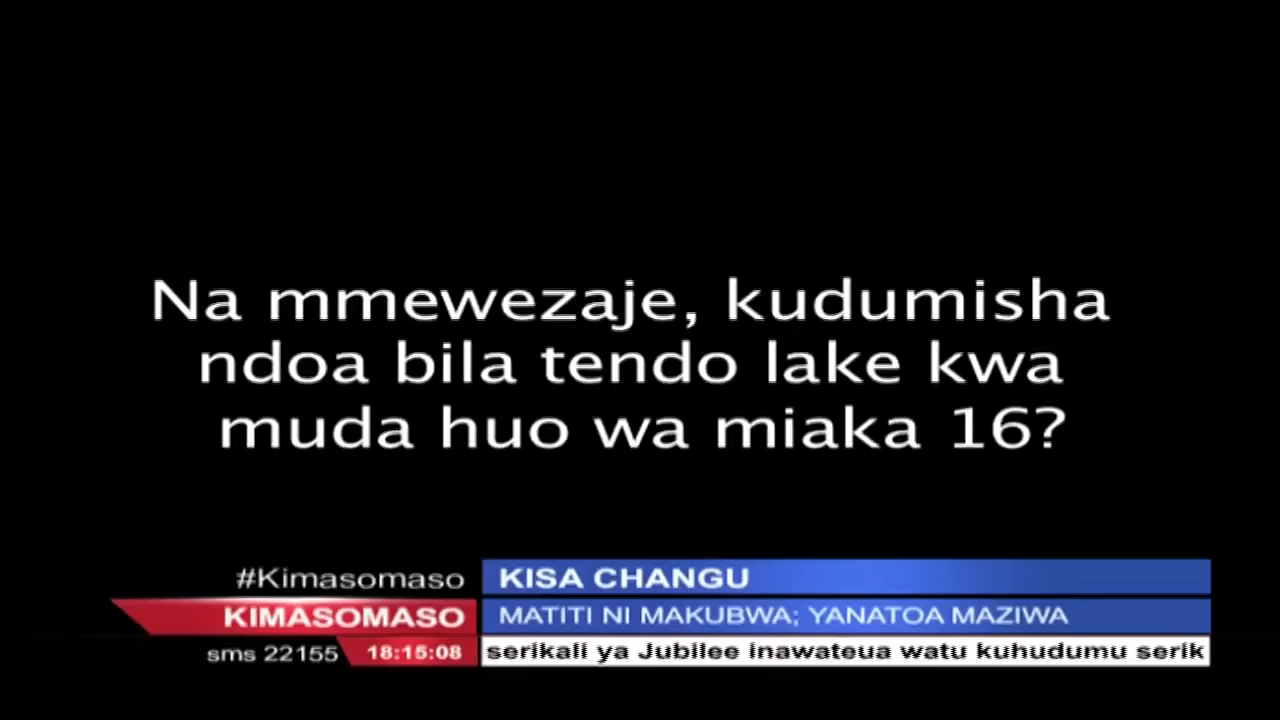 Na mmewezaje, kudumisha
ndoa bila tendo lake kwa
muda huo wa miaka 16?
#Kimasomaso
KISA CHANGU
KIMASOMASO
MATITI NI MAKUBWA; YANATOA MAZIWA
sms 22155
18:15:08
serikali ya Jubilee inawateua watu kuhudumu serik